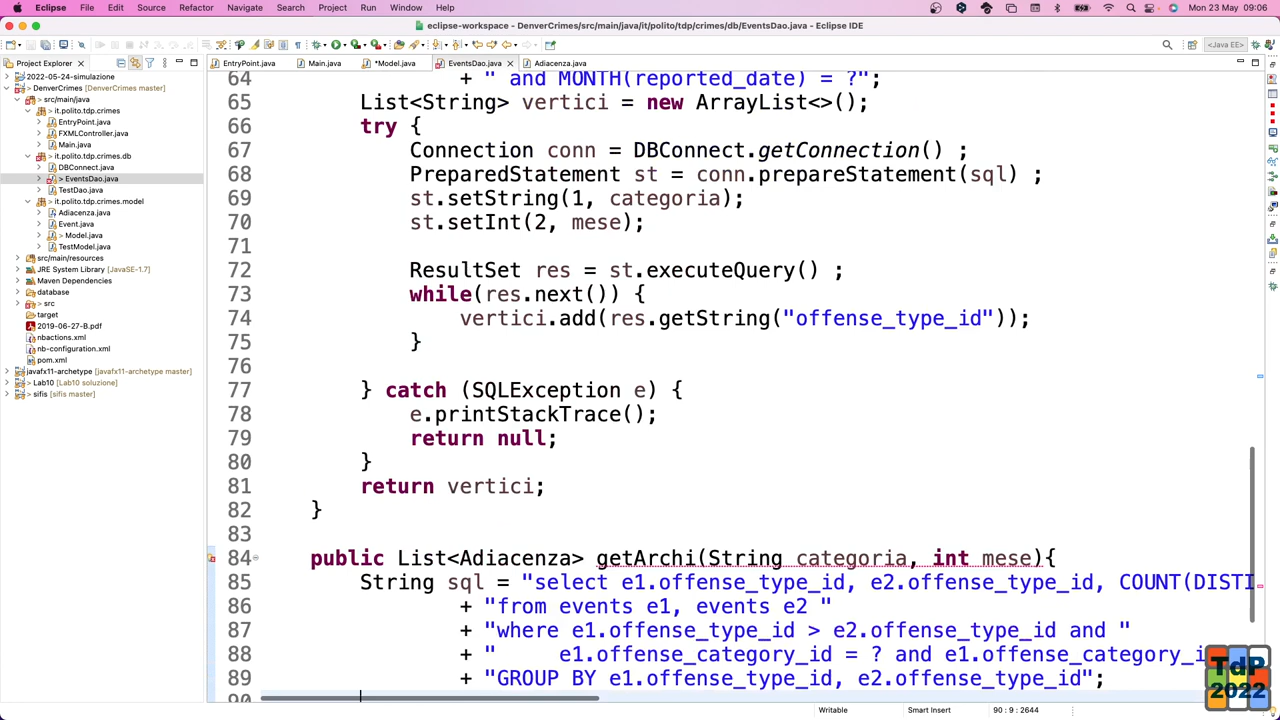 Eclipse File Edit Source Refactor Navigate Search Project Run Window Help Mon 23 May 09:06
eclipse-workspace - DenverCrimes/src/main/java/it/polito/tdp/crimes/db/EventsDao.java - Eclipse IDE
<Java EE>
Project Explorer
EntryPoint.java Main.java *Model.java EventsDao.java Adiacenza.java
2022-05-24-simulazione
DenverCrimes [DenverCrimes master]
src/main/java
it.polito.tdp.crimes
EntryPoint.java
FXMLController.java
Main.java
it.polito.tdp.crimes.db
DBConnect.java
> EventsDao.java
TestDao.java
> it.polito.tdp.crimes.model
Adiacenza.java
Event.java
> Model.java
TestModel.java
src/main/resources
JRE System Library [JavaSE-1.7]
Maven Dependencies
database
> src
target
2019-06-27-B.pdf
nbactions.xml
nb-configuration.xml
pom.xml
javafx11-archetype [javafx11-archetype master]
> Lab10 [Lab10 soluzione]
> sifis [sifis master]
64 + " and MONTH(reported_date) = ?";
65 List<String> vertici = new ArrayList<>();
66 try {
67 Connection conn = DBConnect.getConnection() ;
68 PreparedStatement st = conn.prepareStatement(sql) ;
69 st.setString(1, categoria);
70 st.setInt(2, mese);
71
72 ResultSet res = st.executeQuery() ;
73 while(res.next()) {
74 vertici.add(res.getString("offense_type_id"));
75 }
76
77 } catch (SQLException e) {
78 e.printStackTrace();
79 return null;
80 }
81 return vertici;
82 }
83
84 public List<Adiacenza> getArchi(String categoria, int mese){
85 String sql = "select e1.offense_type_id, e2.offense_type_id, COUNT(DISTI
86 + "from events e1, events e2 "
87 + "where e1.offense_type_id > e2.offense_type_id and "
88 + " e1.offense_category_id = ? and e1.offense_category_i
89 + "GROUP BY e1.offense_type_id, e2.offense_type_id";
90
TdP
2022
Writable Smart Insert 90 : 9 : 2644